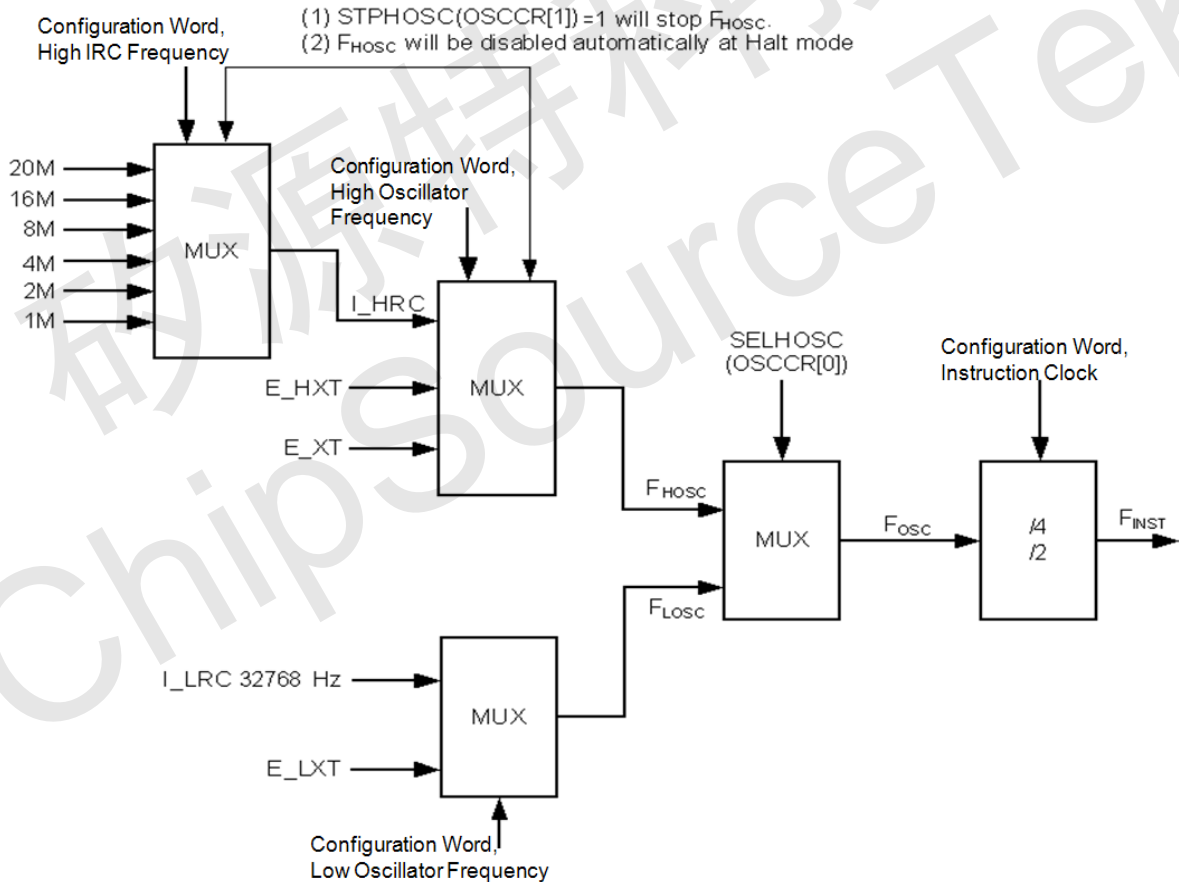 (1) STPHOSC(OSCCR[1])=1 will stop FHOSC.
(2) FHOSC will be disabled automatically at Halt mode
Configuration Word,
High IRC Frequency
20M
16M
8M
4M
2M
1M
MUX
I_HRC
Configuration Word,
High Oscillator
Frequency
E_HXT
E_XT
MUX
FHOSC
SELHOSC
(OSCCR[0])
MUX
FLOSC
FOSC
Configuration Word,
Instruction Clock
/4
/2
FINST
I_LRC 32768 Hz
E_LXT
MUX
Configuration Word,
Low Oscillator Frequency
ChipSourceTek